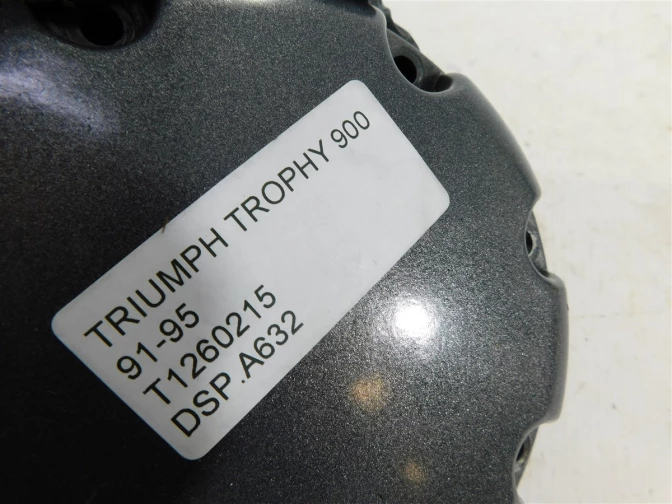 TRIUMPH TROPHY 900
91-95
T1260215
DSP.A632